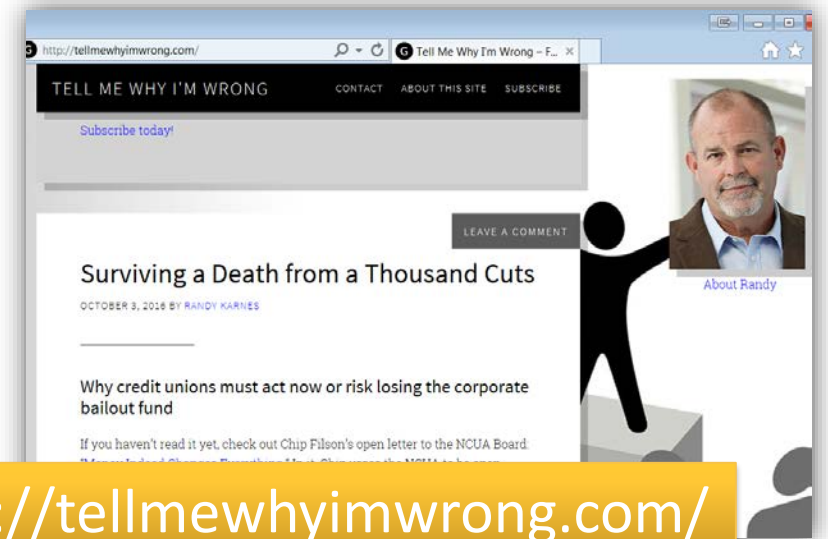 http://tellmewhyimwrong.com/
G Tell Me Why I'm Wrong – F... ×
TELL ME WHY I'M WRONG
CONTACT ABOUT THIS SITE SUBSCRIBE
Subscribe today!
LEAVE A COMMENT
Surviving a Death from a Thousand Cuts
OCTOBER 3, 2016 BY RANDY KARNES
About Randy
Why credit unions must act now or risk losing the corporate
bailout fund
If you haven't read it yet, check out Chip Filson's open letter to the NCUA Board:
://tellmewhyimwrong.com/